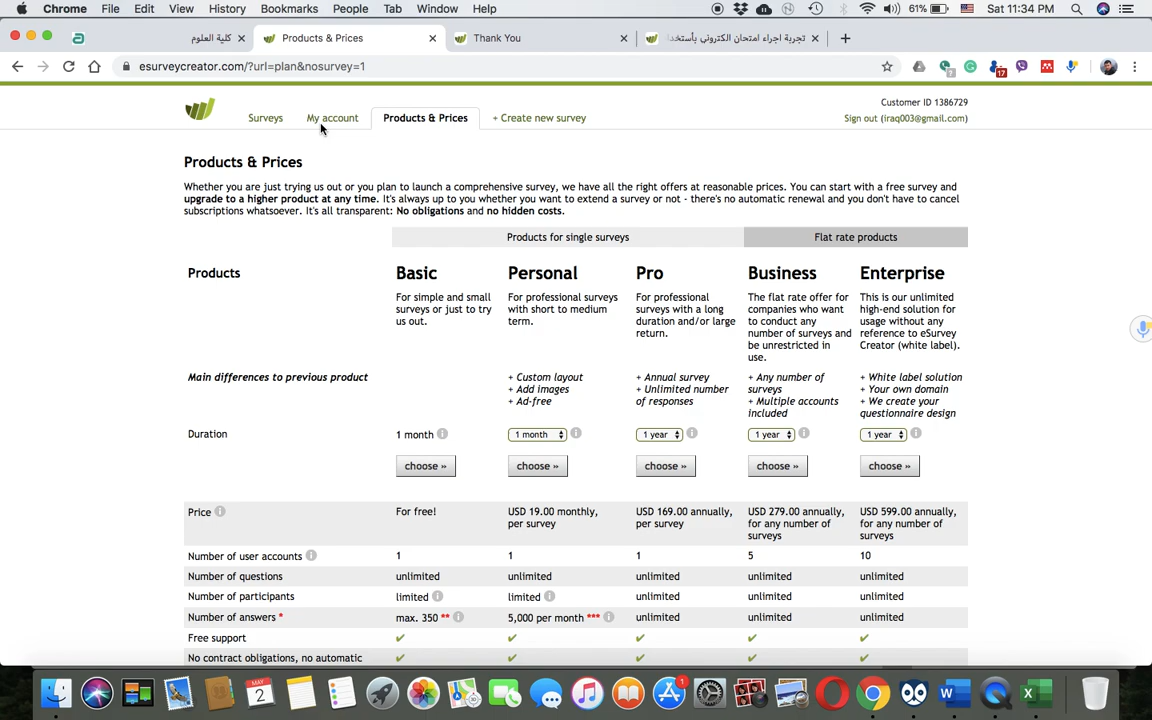 Chrome File Edit View History Bookmarks People Tab Window Help 61% Sat 11:34 PM
كلية العلوم Products & Prices Thank You تجربة اجراء امتحان الكتروني بأستخدا
esurveycreator.com/?url=plan&nosurvey=1
17
Customer ID 1386729
Surveys My account Products & Prices + Create new survey Sign out (iraq003@gmail.com)
Products & Prices
Whether you are just trying us out or you plan to launch a comprehensive survey, we have all the right offers at reasonable prices. You can start with a free survey and
upgrade to a higher product at any time. It's always up to you whether you want to extend a survey or not - there's no automatic renewal and you don't have to cancel
subscriptions whatsoever. It's all transparent: No obligations and no hidden costs.
Products for single surveys Flat rate products
Products Basic Personal Pro Business Enterprise
For simple and small For professional surveys For professional The flat rate offer for This is our unlimited
surveys or just to try with short to medium surveys with a long companies who want high-end solution for
us out. term. duration and/or large to conduct any usage without any
return. number of surveys and reference to eSurvey
be unrestricted in Creator (white label).
use.
Main differences to previous product + Custom layout + Annual survey + Any number of + White label solution
+ Add images + Unlimited number surveys + Your own domain
+ Ad-free of responses + Multiple accounts + We create your
included questionnaire design
Duration 1 month 1 month 1 year 1 year 1 year
choose » choose » choose » choose » choose »
Price For free! USD 19.00 monthly, USD 169.00 annually, USD 279.00 annually, USD 599.00 annually,
per survey per survey for any number of for any number of
surveys surveys
Number of user accounts 1 1 1 5 10
Number of questions unlimited unlimited unlimited unlimited unlimited
Number of participants limited limited unlimited unlimited unlimited
Number of answers * max. 350 ** 5,000 per month *** unlimited unlimited unlimited
Free support ✔ ✔ ✔ ✔ ✔
No contract obligations, no automatic ✔ ✔ ✔ ✔ ✔
MAY
2
1